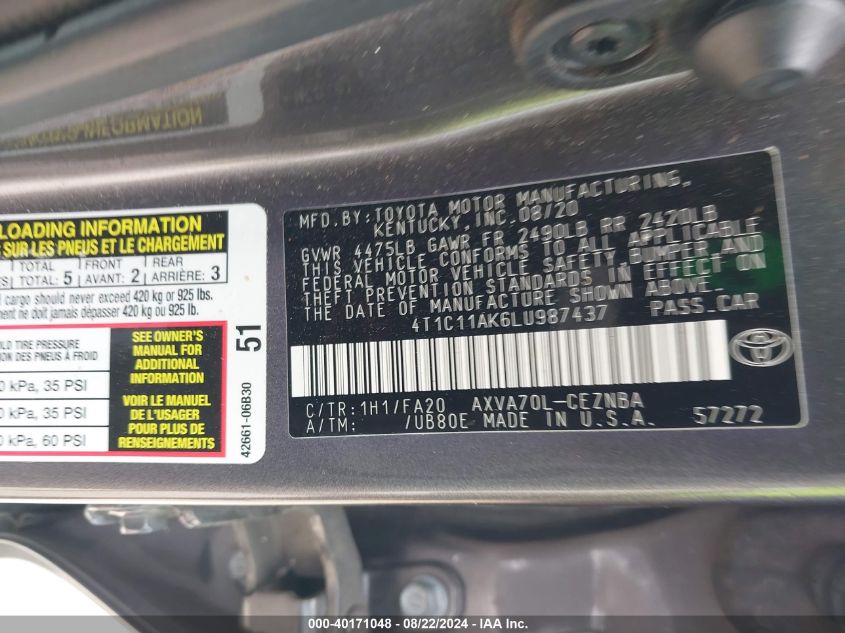 LOADING INFORMATION
SUR LES PNEUS ET LE CHARGEMENT
TOTAL 5 FRONT AVANT: 2 REAR ARRIÈRE: 3
cargo should never exceed 420 kg or 925 lbs.
ne doit jamais dépasser 420 kg ou 925 lbs.
TIRE PRESSURE
DES PNEUS À FROID
kPa, 35 PSI
kPa, 35 PSI
kPa, 60 PSI
SEE OWNER'S
MANUAL FOR
ADDITIONAL
INFORMATION
VOIR LE MANUEL
DE L'USAGER
POUR PLUS DE
RENSEIGNEMENTS
42661-06B30 51
MFD.BY:TOYOTA MOTOR MANUFACTURING,
KENTUCKY, INC.08/20
GVWR 4475LB GAWR FR 2490LB RR 2420LB
THIS VEHICLE CONFORMS TO ALL APPLICABLE
FEDERAL MOTOR VEHICLE SAFETY, BUMPER AND
THEFT PREVENTION STANDARDS IN EFFECT ON
THE DATE OF MANUFACTURE SHOWN ABOVE.
4T1C11AK6LU987437 PASS.CAR
C/TR:1H1/FA20 AXVA70L-CEZNBA
A/TM: /UB80E MADE IN U.S.A. 57272
000-40171048 - 08/22/2024 - IAA Inc.